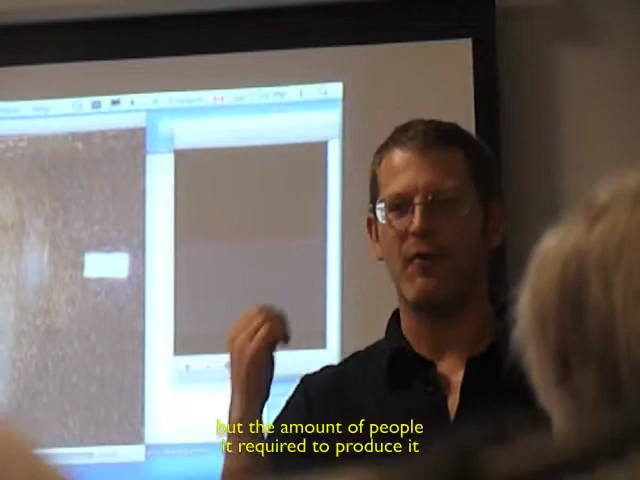 but the amount of people
it required to produce it